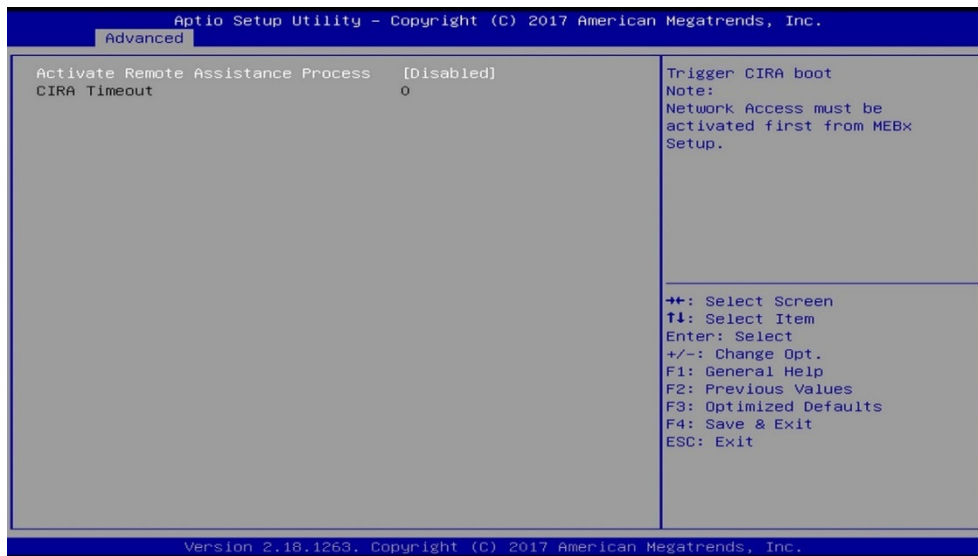 Aptio Setup Utility – Copyright (C) 2017 American Megatrends, Inc.
Advanced
Activate Remote Assistance Process [Disabled]
CIRA Timeout 0
Trigger CIRA boot
Note:
Network Access must be
activated first from MEBx
Setup.
→←: Select Screen
↑↓: Select Item
Enter: Select
+/-: Change Opt.
F1: General Help
F2: Previous Values
F3: Optimized Defaults
F4: Save & Exit
ESC: Exit
Version 2.18.1263. Copyright (C) 2017 American Megatrends, Inc.